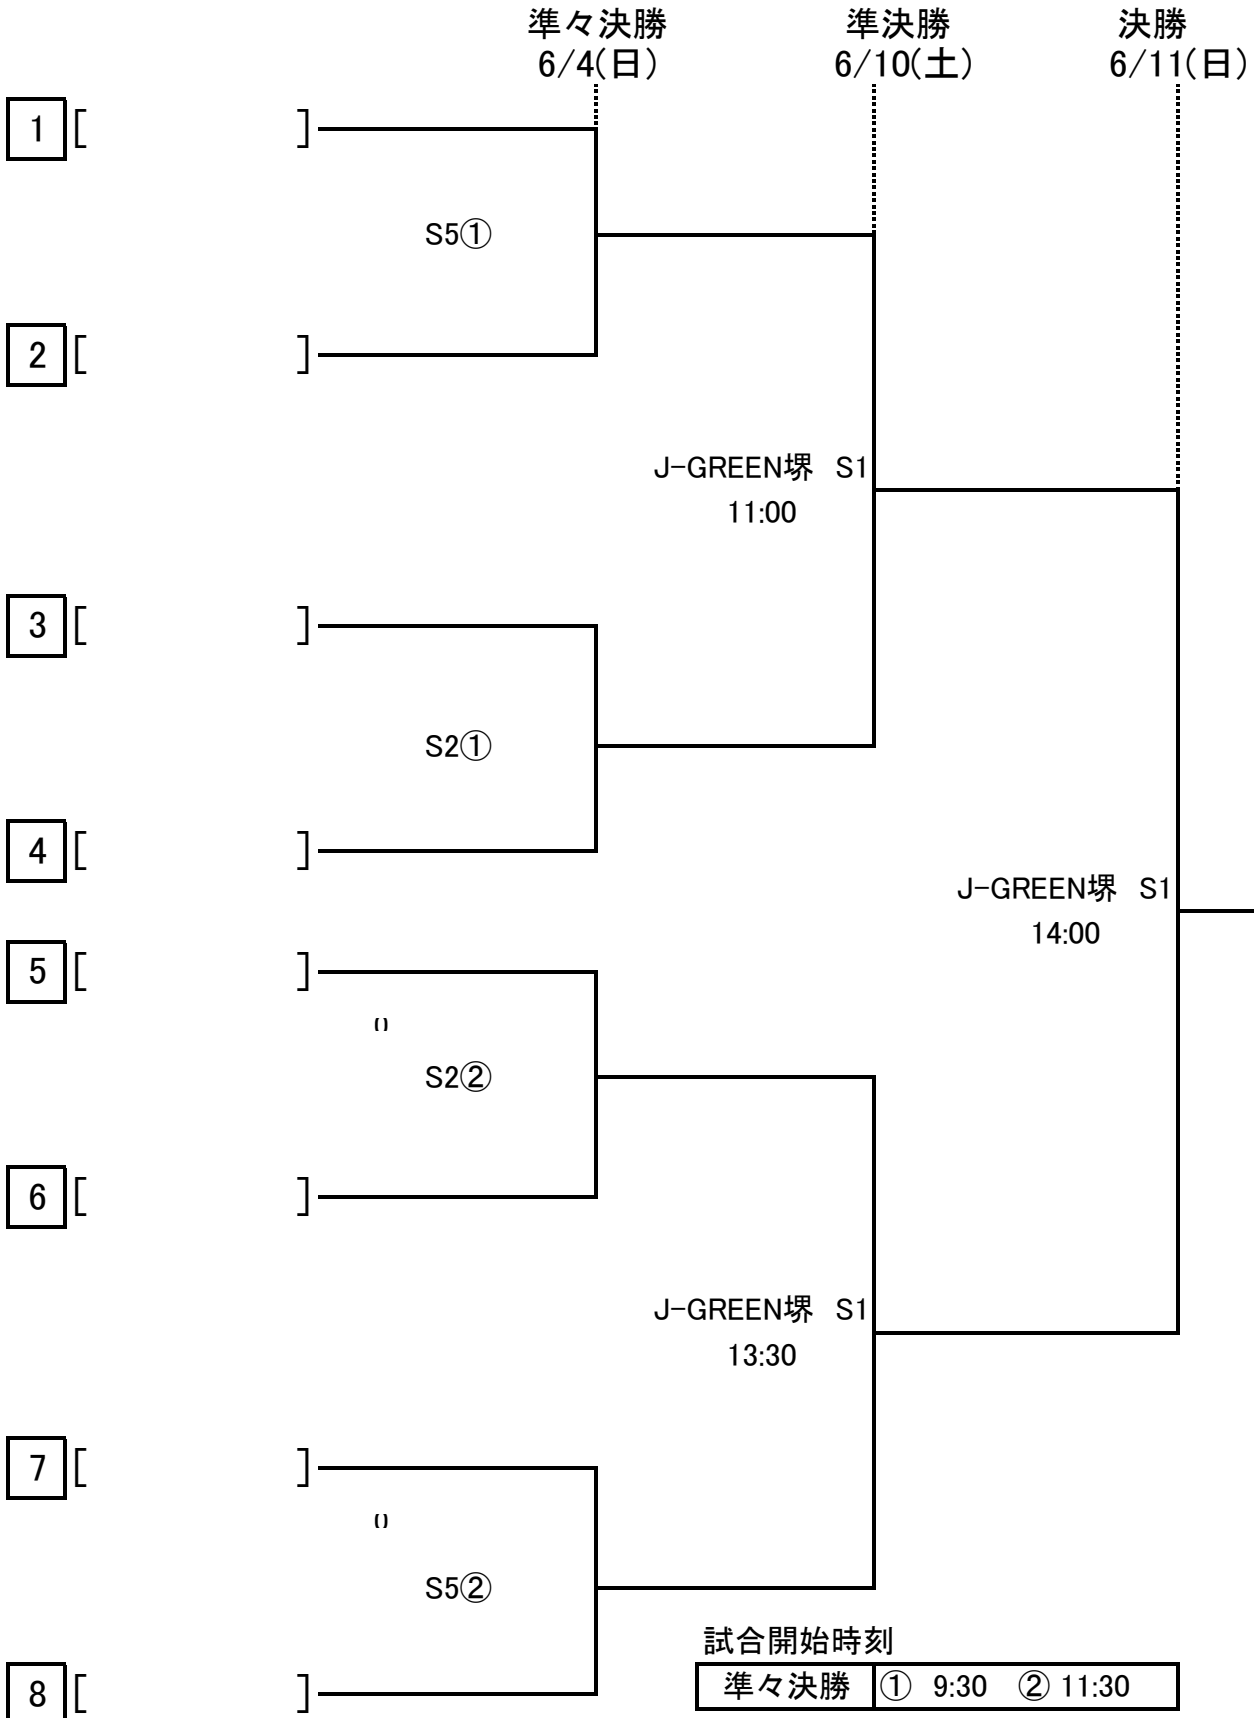 準々決勝 準決勝 決勝
6/4(日) 6/10(土) 6/11(日)
1 [ ]
S5①
2 [ ]
J-GREEN堺 S1
11:00
3 [ ]
S2①
4 [ ]
J-GREEN堺 S1
14:00
5 [ ]
S2②
6 [ ]
J-GREEN堺 S1
13:30
7 [ ]
S5②
試合開始時刻
準々決勝 ① 9:30 ② 11:30
8 [ ]